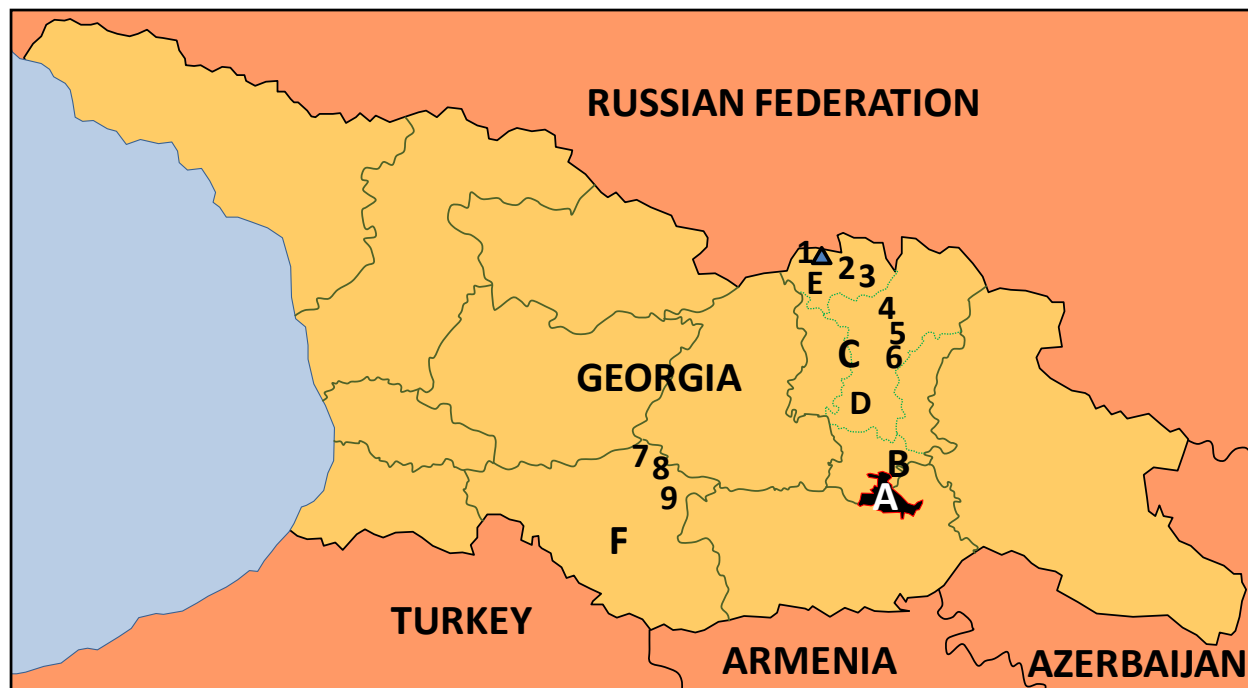 RUSSIAN FEDERATION
1
2
3
E
4
5
6
C
GEORGIA
D
7
8
9
B
A
F
TURKEY
ARMENIA
AZERBAIJAN